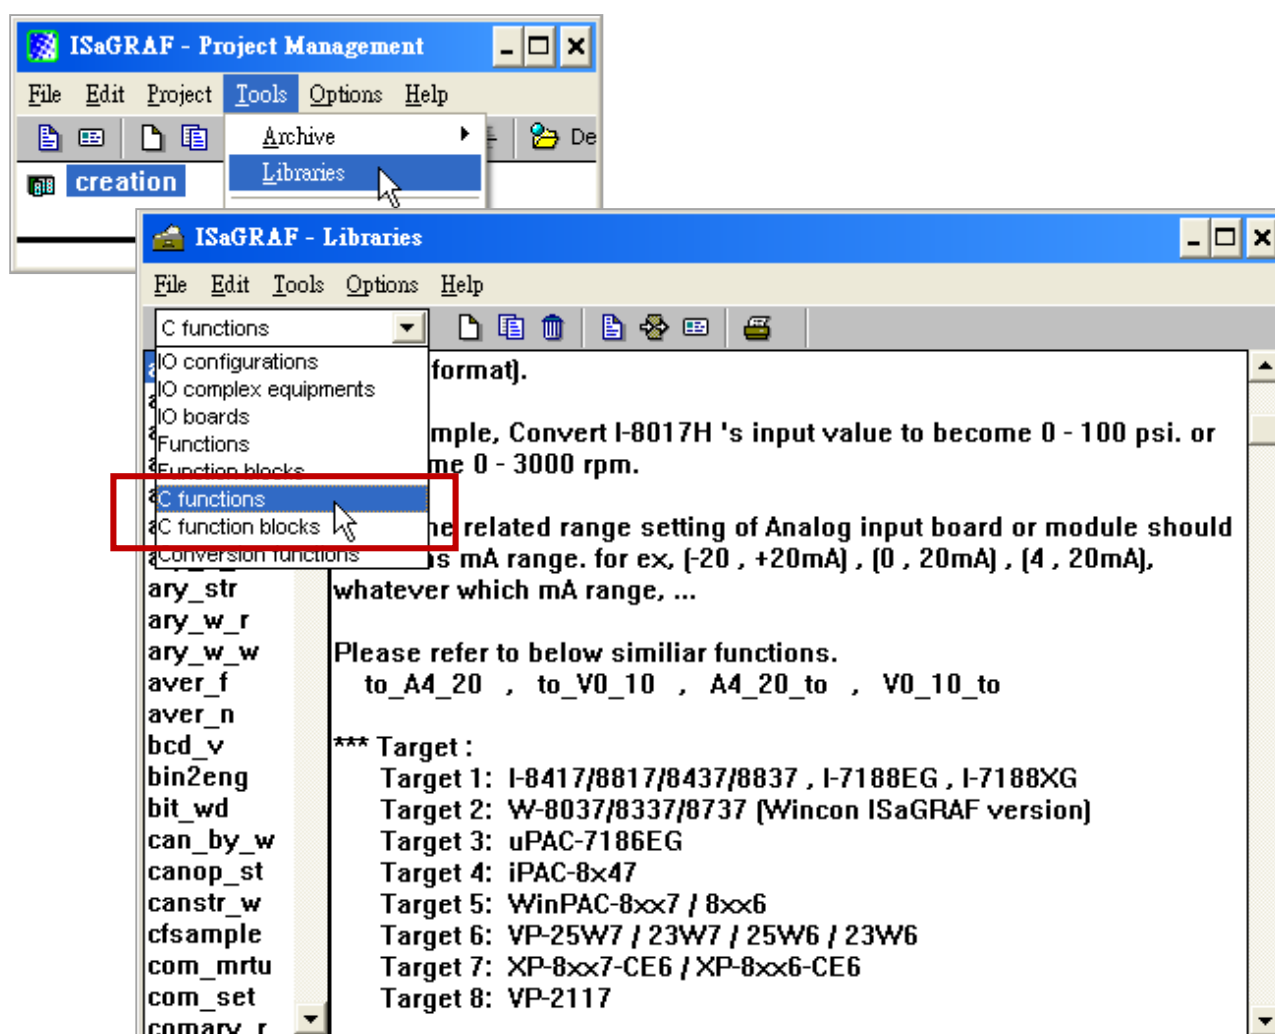 ISaGRAF - Project Management
File Edit Project Tools Options Help
Archive
De
Libraries
creation
ISaGRAF - Libraries
File Edit Tools Options Help
C functions
IO configurations
IO complex equipments
IO boards
Functions
Function blocks
C functions
C function blocks
Conversion functions
ary_str
ary_w_r
ary_w_w
aver_f
aver_n
bcd_v
bin2eng
bit_wd
can_by_w
canop_st
canstr_w
cfsample
com_mrtu
com_set
comary_r
format).
Convert I-8017H 's input value to become 0 - 100 psi. or
0 - 3000 rpm.
related range setting of Analog input board or module should
mA range. for ex, (-20 , +20mA) , (0 , 20mA) , (4 , 20mA),
whatever which mA range, ...
Please refer to below similiar functions.
to_A4_20 , to_V0_10 , A4_20_to , V0_10_to
*** Target :
Target 1: I-8417/8817/8437/8837 , I-7188EG , I-7188XG
Target 2: W-8037/8337/8737 (Wincon ISaGRAF version)
Target 3: uPAC-7186EG
Target 4: iPAC-8x47
Target 5: WinPAC-8xx7 / 8xx6
Target 6: VP-25W7 / 23W7 / 25W6 / 23W6
Target 7: XP-8xx7-CE6 / XP-8xx6-CE6
Target 8: VP-2117